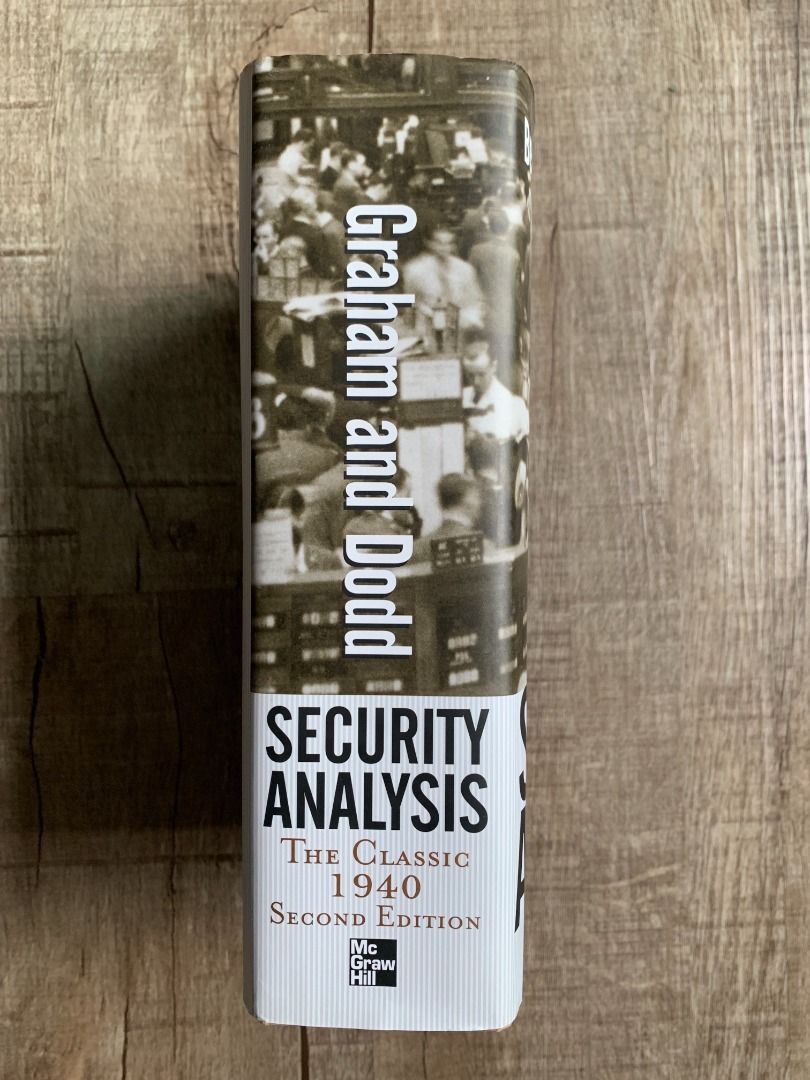 Graham and Dodd
SECURITY
ANALYSIS
THE CLASSIC
1940
SECOND EDITION
Mc
Graw
Hill